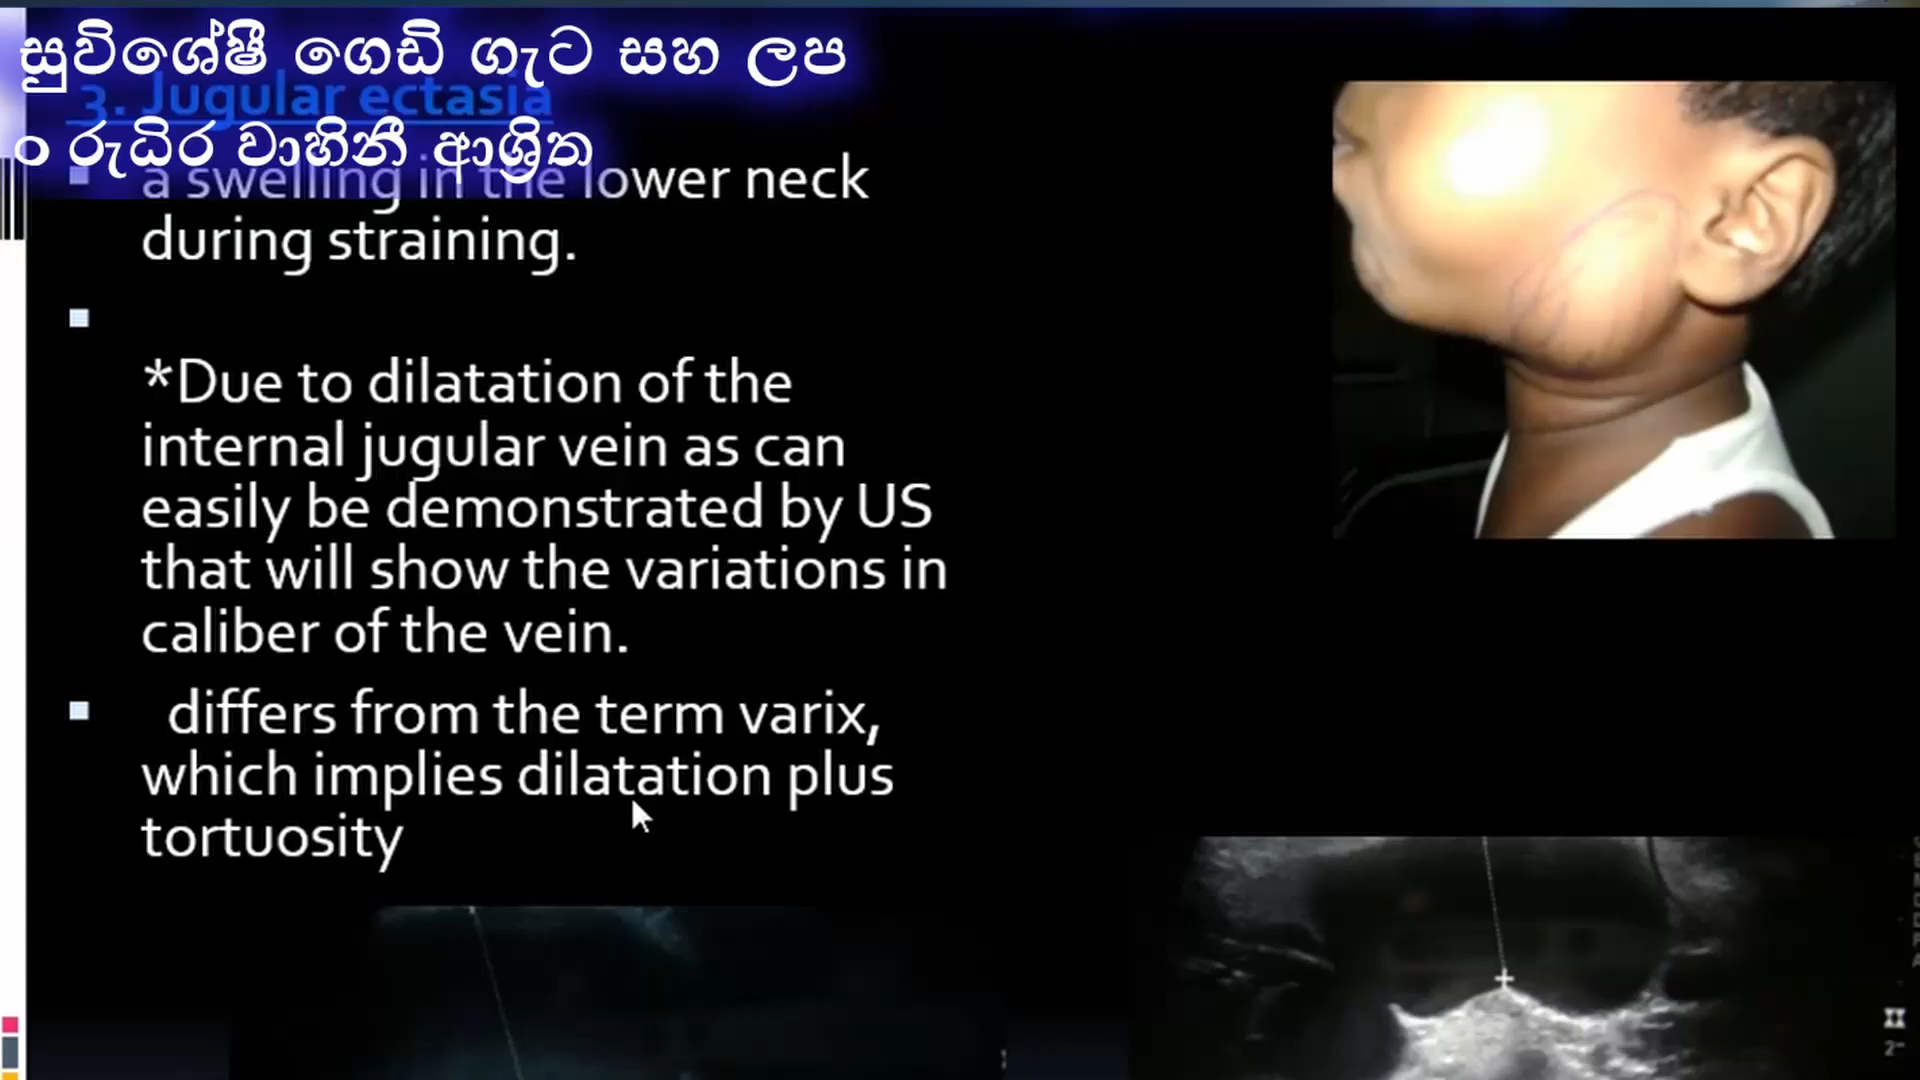 සුවිශේෂී ගෙඩි ගැට සහ ලප
3. Jugular ectasia
o රුධිර වාහිනී ආශ්‍රිත
a swelling in the lower neck
during straining.
*Due to dilatation of the
internal jugular vein as can
easily be demonstrated by US
that will show the variations in
caliber of the vein.
differs from the term varix,
which implies dilatation plus
tortuosity
2-